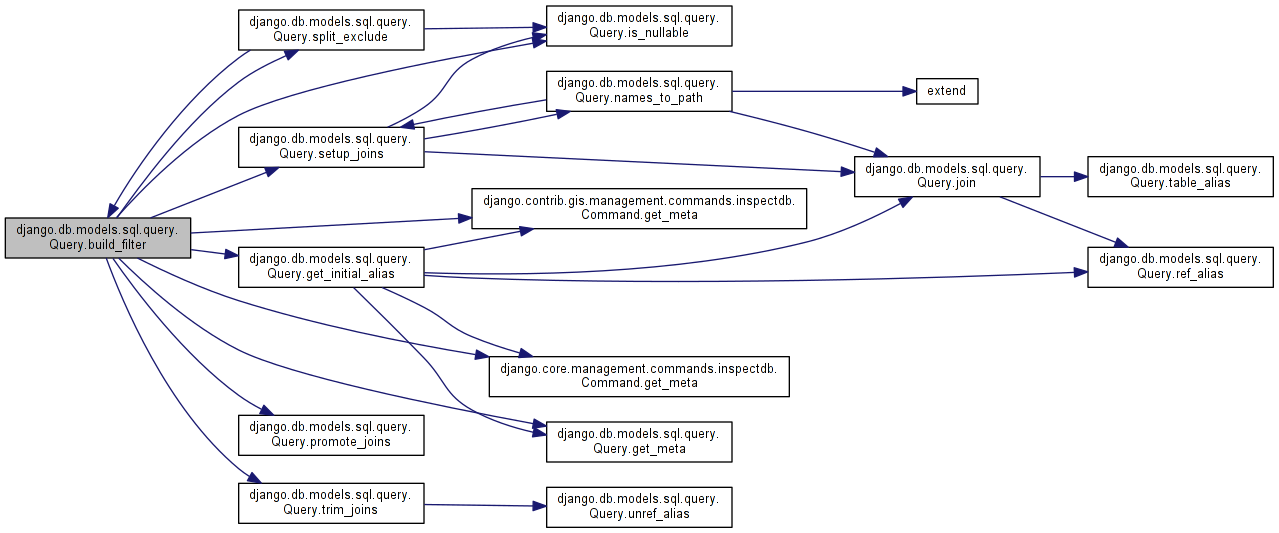 django.db.models.sql.query.
Query.build_filter
django.db.models.sql.query.
Query.split_exclude
django.db.models.sql.query.
Query.is_nullable
django.db.models.sql.query.
Query.setup_joins
django.db.models.sql.query.
Query.names_to_path
extend
django.db.models.sql.query.
Query.join
django.db.models.sql.query.
Query.table_alias
django.contrib.gis.management.commands.inspectdb.
Command.get_meta
django.db.models.sql.query.
Query.get_initial_alias
django.db.models.sql.query.
Query.ref_alias
django.core.management.commands.inspectdb.
Command.get_meta
django.db.models.sql.query.
Query.promote_joins
django.db.models.sql.query.
Query.get_meta
django.db.models.sql.query.
Query.trim_joins
django.db.models.sql.query.
Query.unref_alias